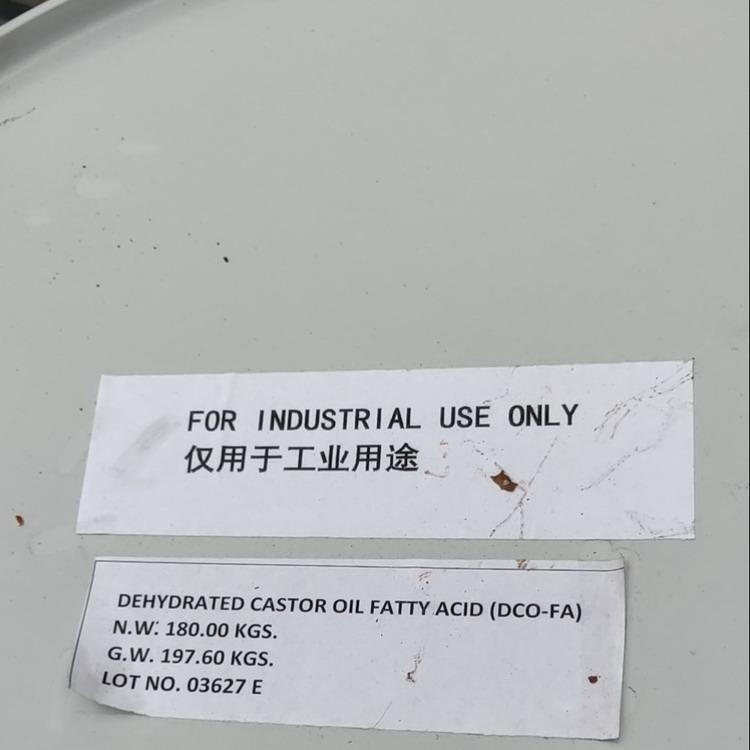 FOR INDUSTRIAL USE ONLY
仅用于工业用途
DEHYDRATED CASTOR OIL FATTY ACID (DCO-FA)
N.W. 180.00 KGS.
G.W. 197.60 KGS.
LOT NO. 03627 E